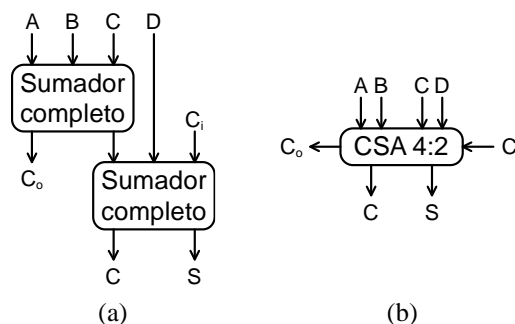 A B C D
Sumador
completo
Cₒ
Cᵢ
Sumador
completo
C S
(a)
A B C D
Cₒ CSA 4:2 C
C S
(b)